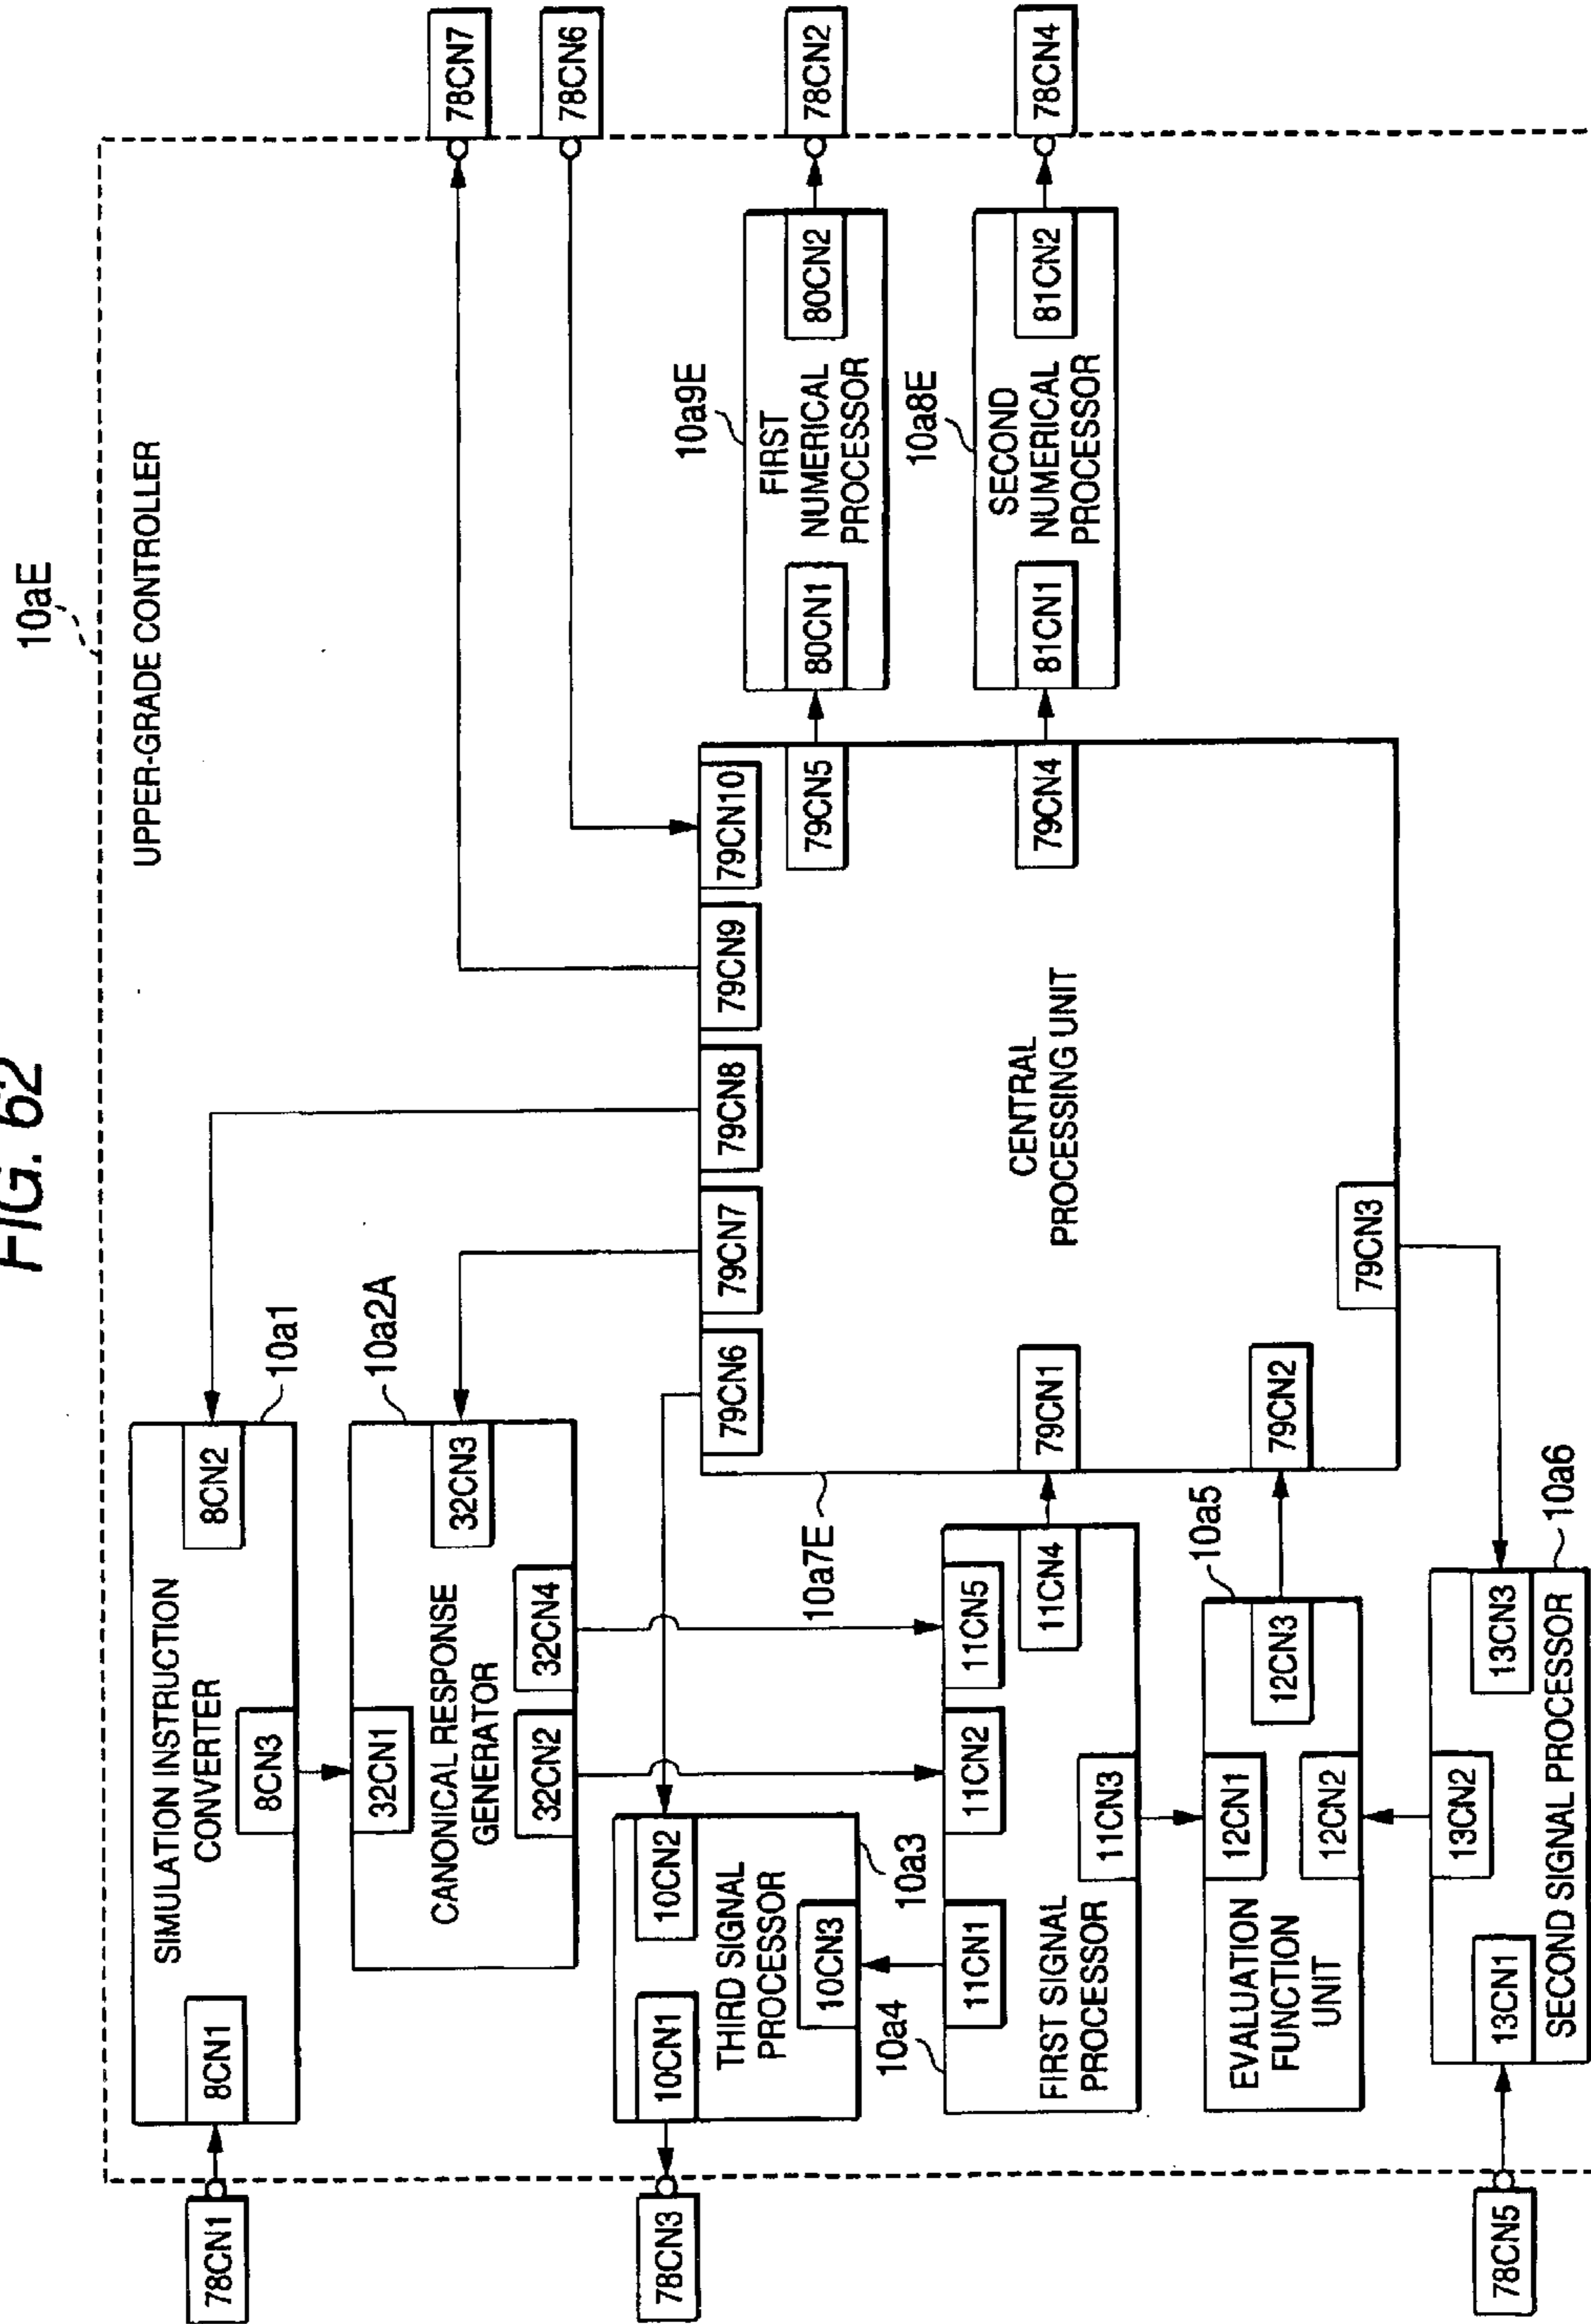 FIG. 62
10aE
UPPER-GRADE CONTROLLER
78CN1
8CN1
SIMULATION INSTRUCTION
CONVERTER
8CN3
8CN2
10a1
32CN1
CANONICAL RESPONSE
GENERATOR
32CN2
32CN4
32CN3
10a2A
78CN7
78CN6
78CN3
10CN1
THIRD SIGNAL
PROCESSOR
10CN2
10CN3
10a3
10a4
11CN1
11CN2
11CN5
FIRST SIGNAL
PROCESSOR
11CN3
11CN4
10a7E
79CN6
79CN7
79CN8
79CN9
79CN10
79CN1
79CN2
79CN3
CENTRAL
PROCESSING UNIT
79CN5
79CN4
10a9E
80CN1
FIRST
NUMERICAL
PROCESSOR
80CN2
78CN2
10a8E
81CN1
SECOND
NUMERICAL
PROCESSOR
81CN2
78CN4
10a5
EVALUATION
FUNCTION
UNIT
12CN1
12CN2
12CN3
78CN5
13CN1
13CN2
13CN3
SECOND SIGNAL PROCESSOR
10a6